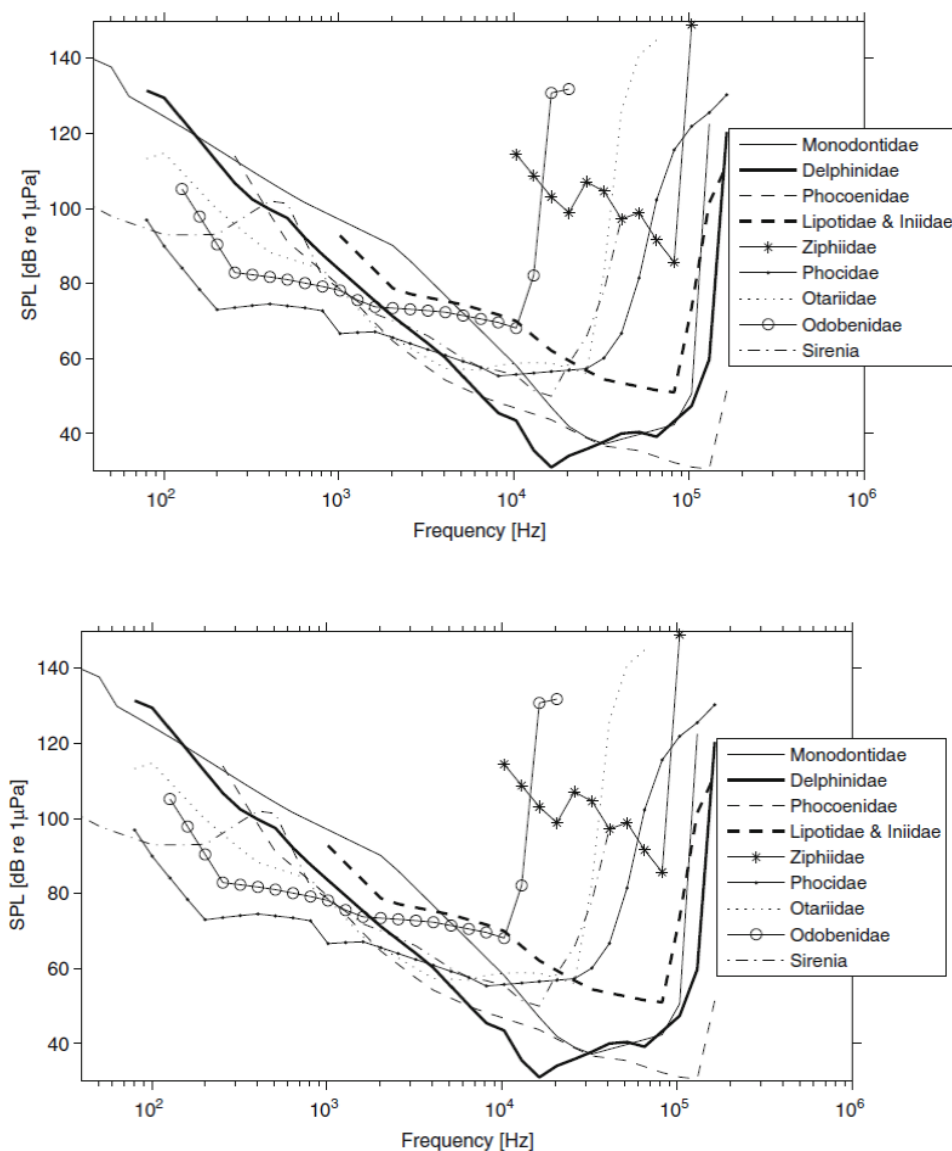 140
120
100
80
60
40
SPL [dB re 1μPa]
10²
10³
10⁴
10⁵
10⁶
Frequency [Hz]
Monodontidae
Delphinidae
Phocoenidae
Lipotidae & Iniidae
Ziphiidae
Phocidae
Otariidae
Odobenidae
Sirenia
140
120
100
80
60
40
SPL [dB re 1μPa]
10²
10³
10⁴
10⁵
10⁶
Frequency [Hz]
Monodontidae
Delphinidae
Phocoenidae
Lipotidae & Iniidae
Ziphiidae
Phocidae
Otariidae
Odobenidae
Sirenia